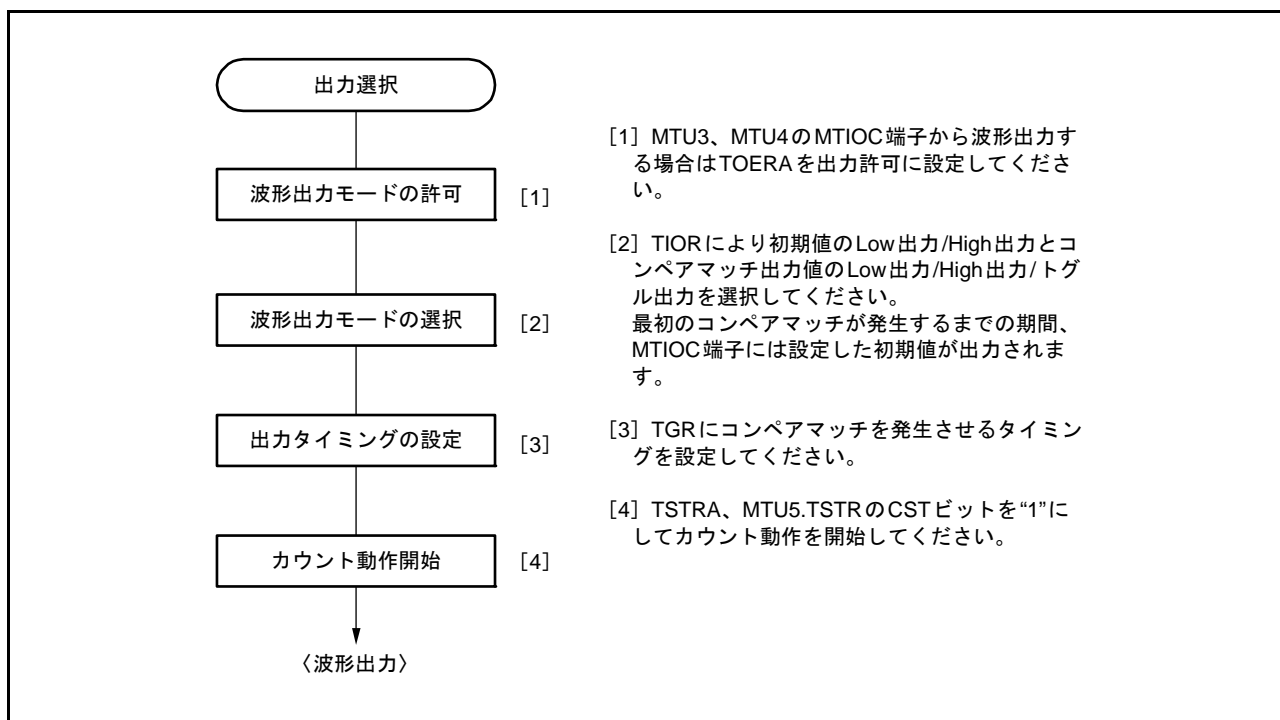 出力選択
波形出力モードの許可
[1]
波形出力モードの選択
[2]
出力タイミングの設定
[3]
カウント動作開始
[4]
〈波形出力〉
[1] MTU3、MTU4のMTIOC端子から波形出力す
る場合はTOERAを出力許可に設定してくださ
い。
[2] TIORにより初期値のLow出力/High出力とコ
ンペアマッチ出力値のLow出力/High出力/トグ
ル出力を選択してください。
最初のコンペアマッチが発生するまでの期間、
MTIOC端子には設定した初期値が出力されま
す。
[3] TGRにコンペアマッチを発生させるタイミン
グを設定してください。
[4] TSTRA、MTU5.TSTRのCSTビットを“1”に
してカウント動作を開始してください。